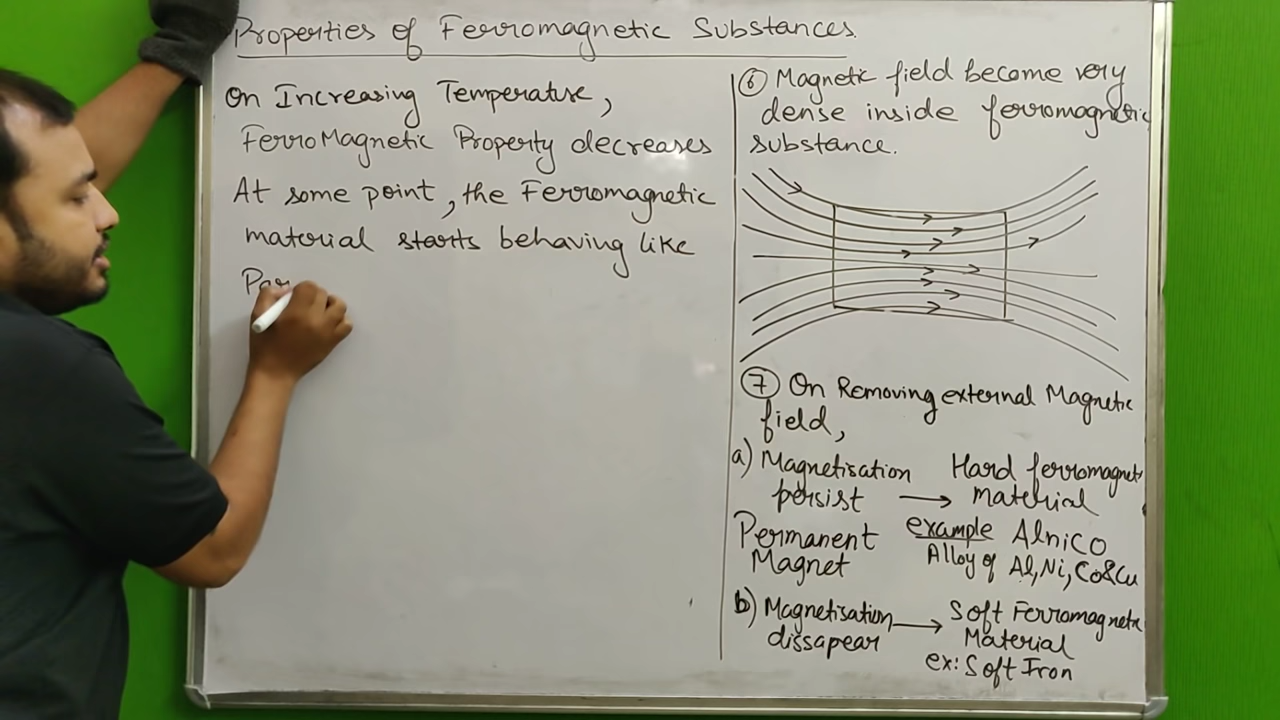 Properties of Ferromagnetic Substances.
On Increasing Temperature,
FerroMagnetic Property decreases
At some point, the Ferromagnetic
material starts behaving like
Par
⑥ Magnetic field become very
dense inside ferromagnetic
substance.
⑦ On Removing external Magnetic
field,
a) Magnetisation Hard ferromagnet
persist → material
Permanent example Alnico
Magnet Alloy of Al, Ni, Co&Cu
b) Magnetisation → Soft Ferromagnetic
dissapear Material
ex: Soft Iron